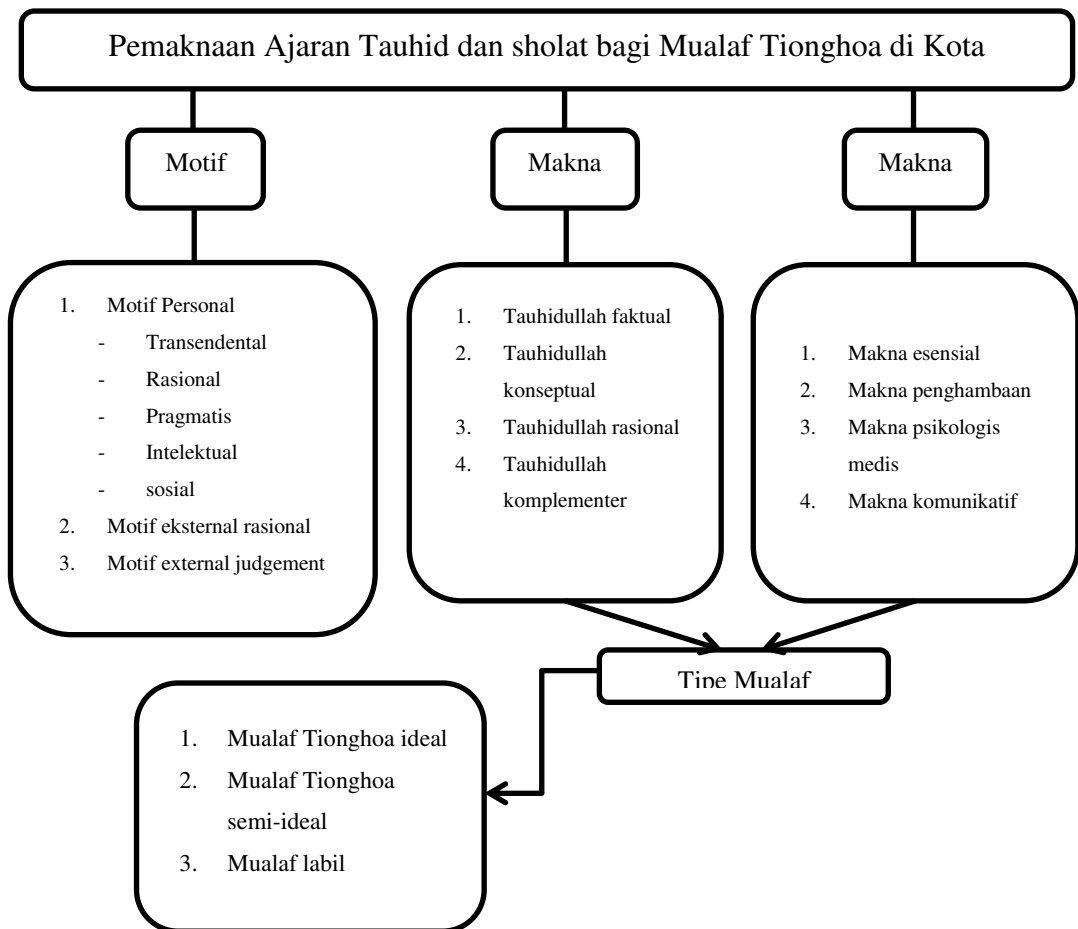 Pemaknaan Ajaran Tauhid dan sholat bagi Mualaf Tionghoa di Kota
Motif
Makna
Makna
1. Motif Personal
- Transendental
- Rasional
- Pragmatis
- Intelektual
- sosial
2. Motif eksternal rasional
3. Motif external judgement
1. Tauhidullah faktual
2. Tauhidullah
konseptual
3. Tauhidullah rasional
4. Tauhidullah
komplementer
1. Makna esensial
2. Makna penghambaan
3. Makna psikologis
medis
4. Makna komunikatif
Tipe Mualaf
1. Mualaf Tionghoa ideal
2. Mualaf Tionghoa
semi-ideal
3. Mualaf labil